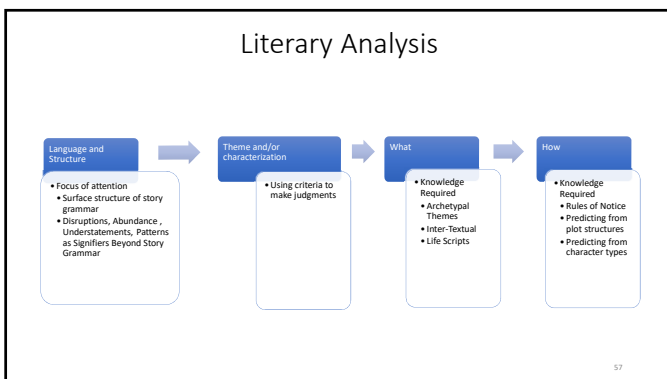 Literary Analysis
Language and
Structure
• Focus of attention
• Surface structure of story
grammar
• Disruptions, Abundance ,
Understatements, Patterns
as Signifiers Beyond Story
Grammar
Theme and/or
characterization
• Using criteria to
make judgments
What
• Knowledge
Required
• Archetypal
Themes
• Inter-Textual
• Life Scripts
How
• Knowledge
Required
• Rules of Notice
• Predicting from
plot structures
• Predicting from
character types
57